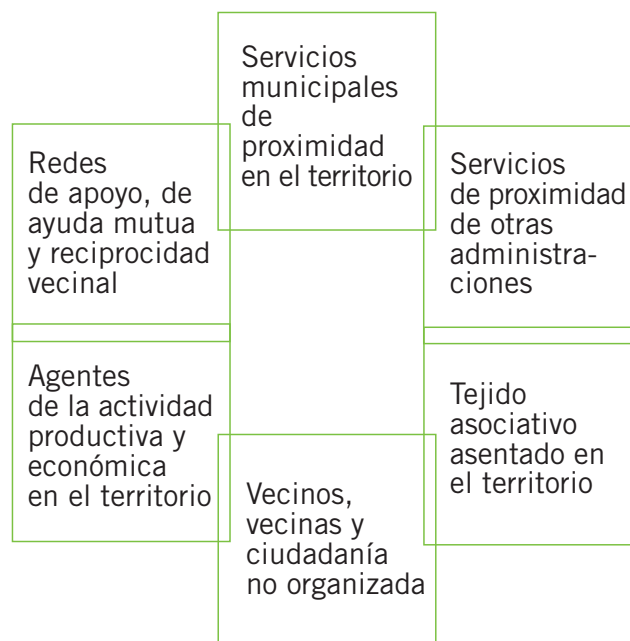 Servicios
municipales
de
proximidad
en el territorio
Redes
de apoyo, de
ayuda mutua
y reciprocidad
vecinal
Servicios
de proximidad
de otras
administra-
ciones
Agentes
de la actividad
productiva y
económica
en el territorio
Tejido
asociativo
asentado en
el territorio
Vecinos,
vecinas y
ciudadanía
no organizada